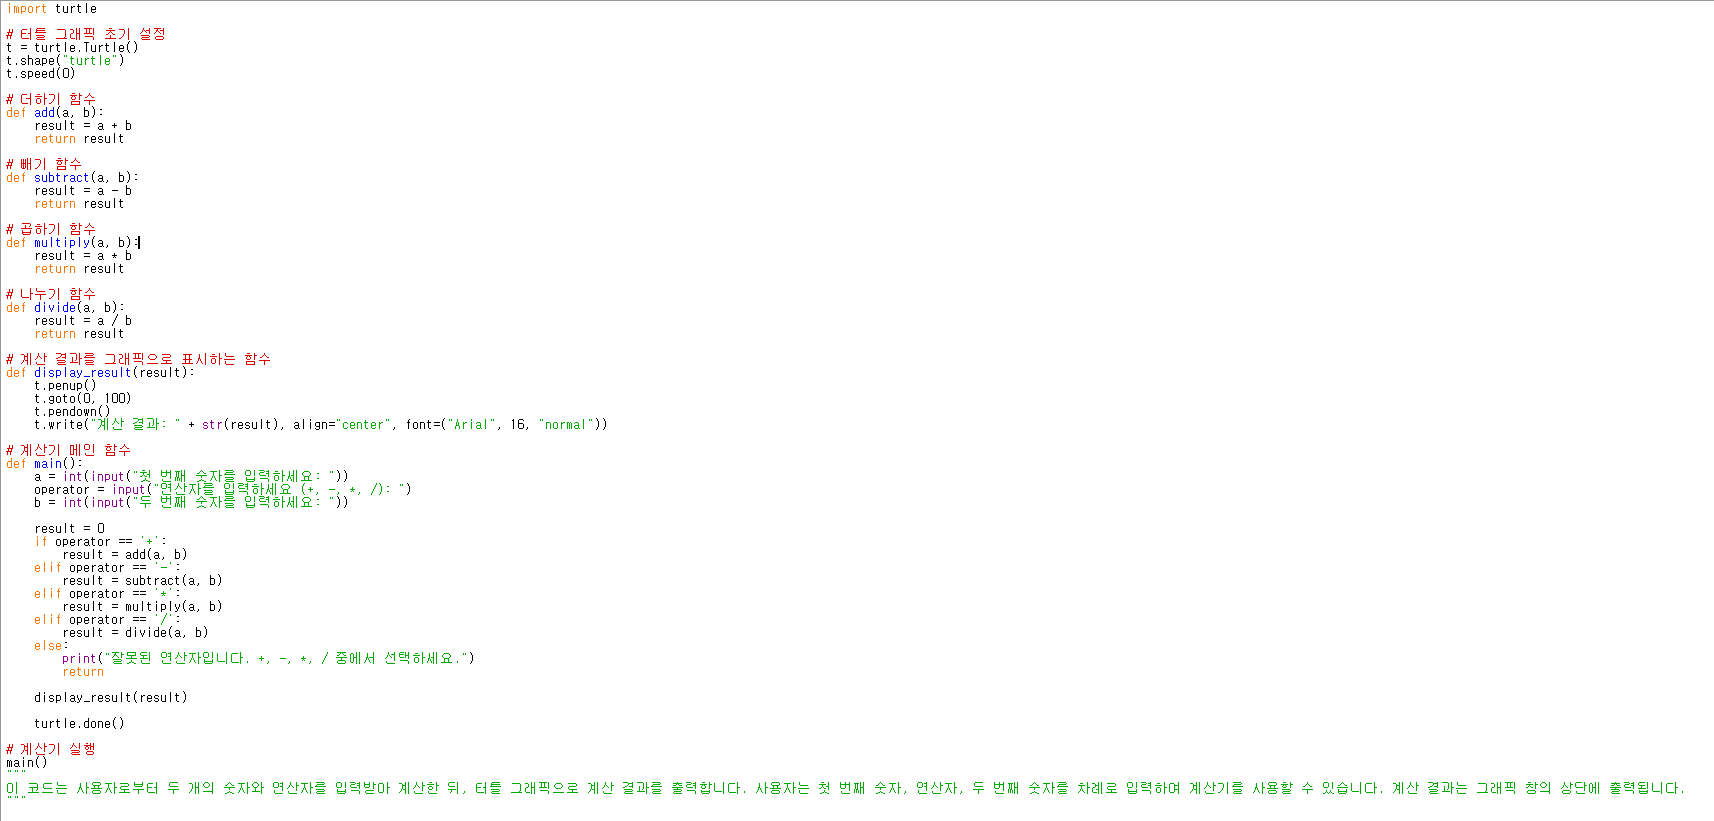 import turtle
# 터틀 그래픽 초기 설정
t = turtle.Turtle()
t.shape("turtle")
t.speed(0)
# 더하기 함수
def add(a, b):
    result = a + b
    return result
# 빼기 함수
def subtract(a, b):
    result = a - b
    return result
# 곱하기 함수
def multiply(a, b):
    result = a * b
    return result
# 나누기 함수
def divide(a, b):
    result = a / b
    return result
# 계산 결과를 그래픽으로 표시하는 함수
def display_result(result):
    t.penup()
    t.goto(0, 100)
    t.pendown()
    t.write("계산 결과: " + str(result), align="center", font=("Arial", 16, "normal"))
# 계산기 메인 함수
def main():
    a = int(input("첫 번째 숫자를 입력하세요: "))
    operator = input("연산자를 입력하세요 (+, -, *, /): ")
    b = int(input("두 번째 숫자를 입력하세요: "))
    result = 0
    if operator == '+':
        result = add(a, b)
    elif operator == '-':
        result = subtract(a, b)
    elif operator == '*':
        result = multiply(a, b)
    elif operator == '/':
        result = divide(a, b)
    else:
        print("잘못된 연산자입니다. +, -, *, / 중에서 선택하세요.")
        return
    display_result(result)
    turtle.done()
# 계산기 실행
main()
"""
이 코드는 사용자로부터 두 개의 숫자와 연산자를 입력받아 계산한 뒤, 터틀 그래픽으로 계산 결과를 출력합니다. 사용자는 첫 번째 숫자, 연산자, 두 번째 숫자를 차례로 입력하며 계산기를 사용할 수 있습니다. 계산 결과는 그래픽 창의 상단에 출력됩니다.
"""